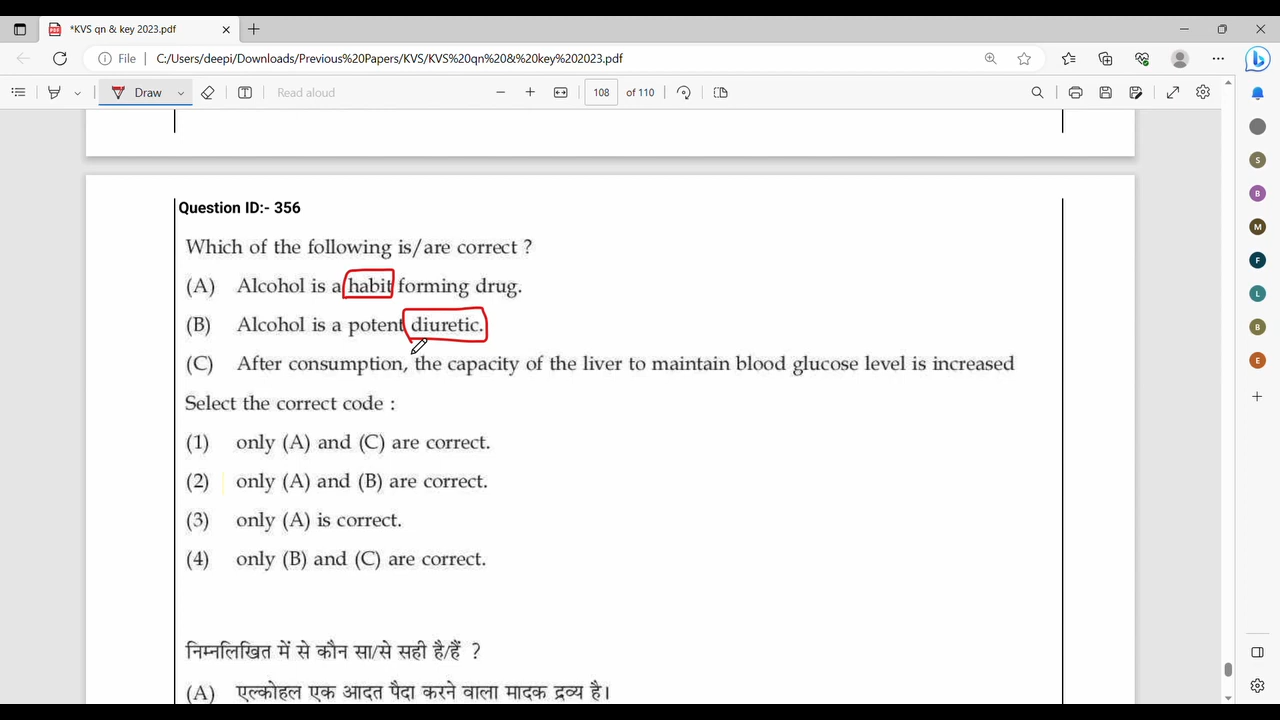 *KVS qn & key 2023.pdf
File
C:/Users/deepi/Downloads/Previous%20Papers/KVS/KVS%20qn%20&%20key%202023.pdf
Draw
Read aloud
108 of 110
Question ID:- 356
Which of the following is/are correct ?
(A) Alcohol is a habit forming drug.
(B) Alcohol is a potent diuretic.
(C) After consumption, the capacity of the liver to maintain blood glucose level is increased
Select the correct code :
(1) only (A) and (C) are correct.
(2) only (A) and (B) are correct.
(3) only (A) is correct.
(4) only (B) and (C) are correct.
निम्नलिखित में से कौन सा/से सही है/हैं ?
(A) एल्कोहल एक आदत पैदा करने वाला मादक द्रव्य है।
S
B
M
F
L
B
E